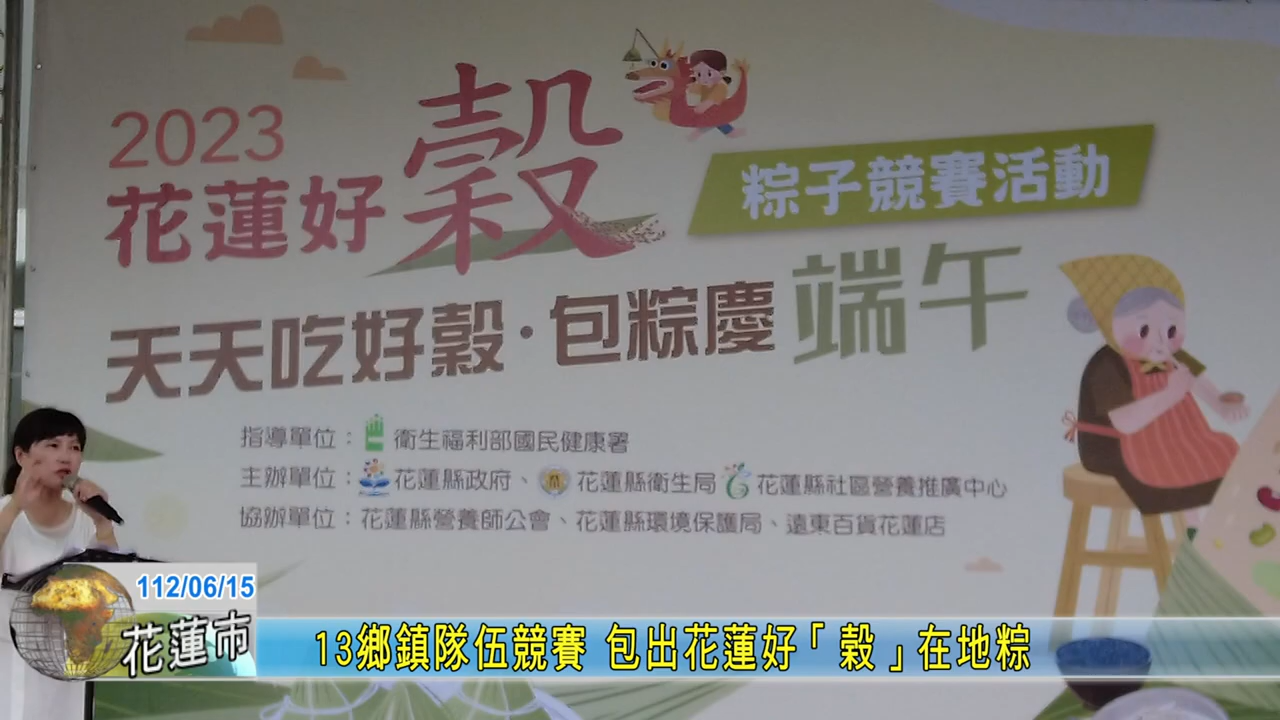 2023
花蓮好穀
粽子競賽活動
天天吃好穀·包粽慶端午
指導單位：衛生福利部國民健康署
主辦單位：花蓮縣政府、花蓮縣衛生局 花蓮縣社區營養推廣中心
協辦單位：花蓮縣營養師公會、花蓮縣環境保護局、遠東百貨花蓮店
112/06/15
花蓮市
13鄉鎮隊伍競賽 包出花蓮好「穀」在地粽